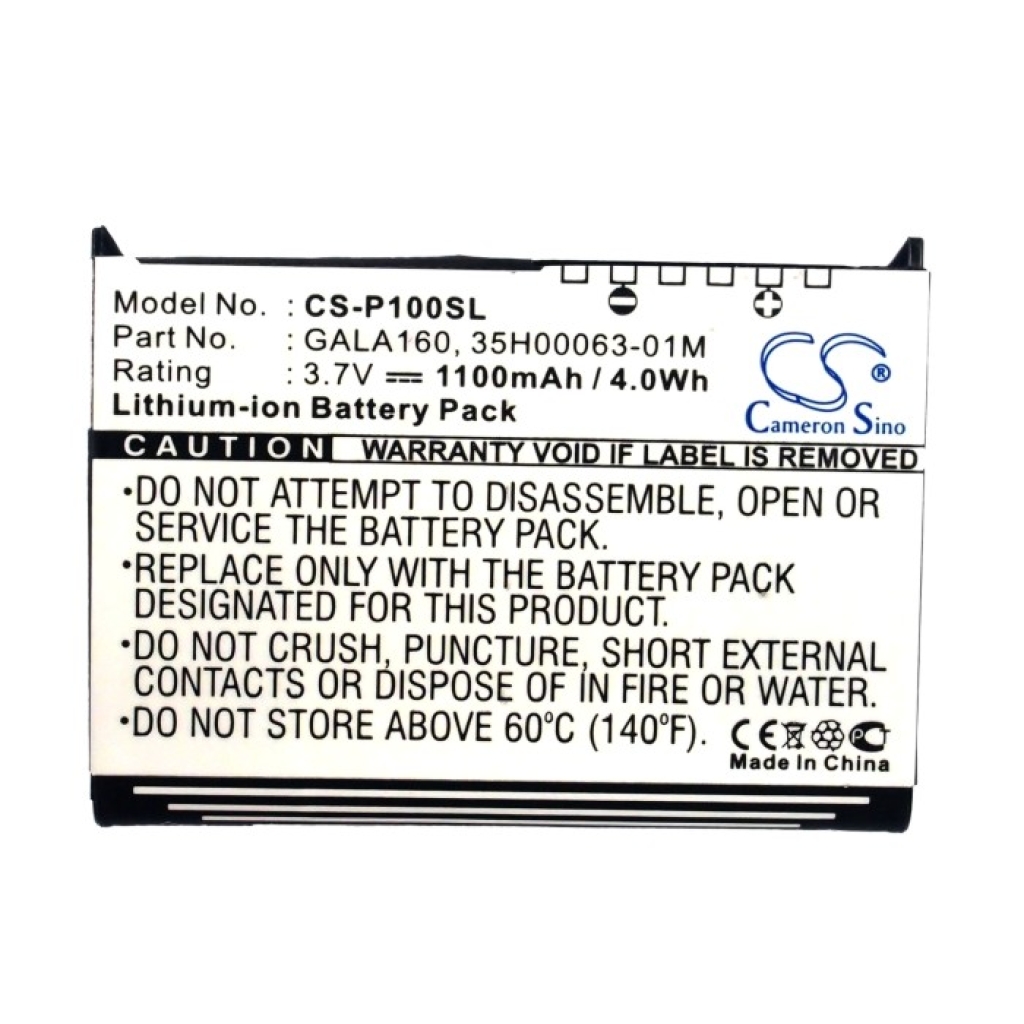 Model No. : CS-P100SL
Part No. : GALA160, 35H00063-01M
Rating : 3.7V 1100mAh / 4.0Wh
Lithium-ion Battery Pack
CS ®
Cameron Sino
CAUTION WARRANTY VOID IF LABEL IS REMOVED
•DO NOT ATTEMPT TO DISASSEMBLE, OPEN OR
SERVICE THE BATTERY PACK.
•REPLACE ONLY WITH THE BATTERY PACK
DESIGNATED FOR THIS PRODUCT.
•DO NOT CRUSH, PUNCTURE, SHORT EXTERNAL
CONTACTS OR DISPOSE OF IN FIRE OR WATER.
•DO NOT STORE ABOVE 60°C (140°F). CE PCT
Made In China